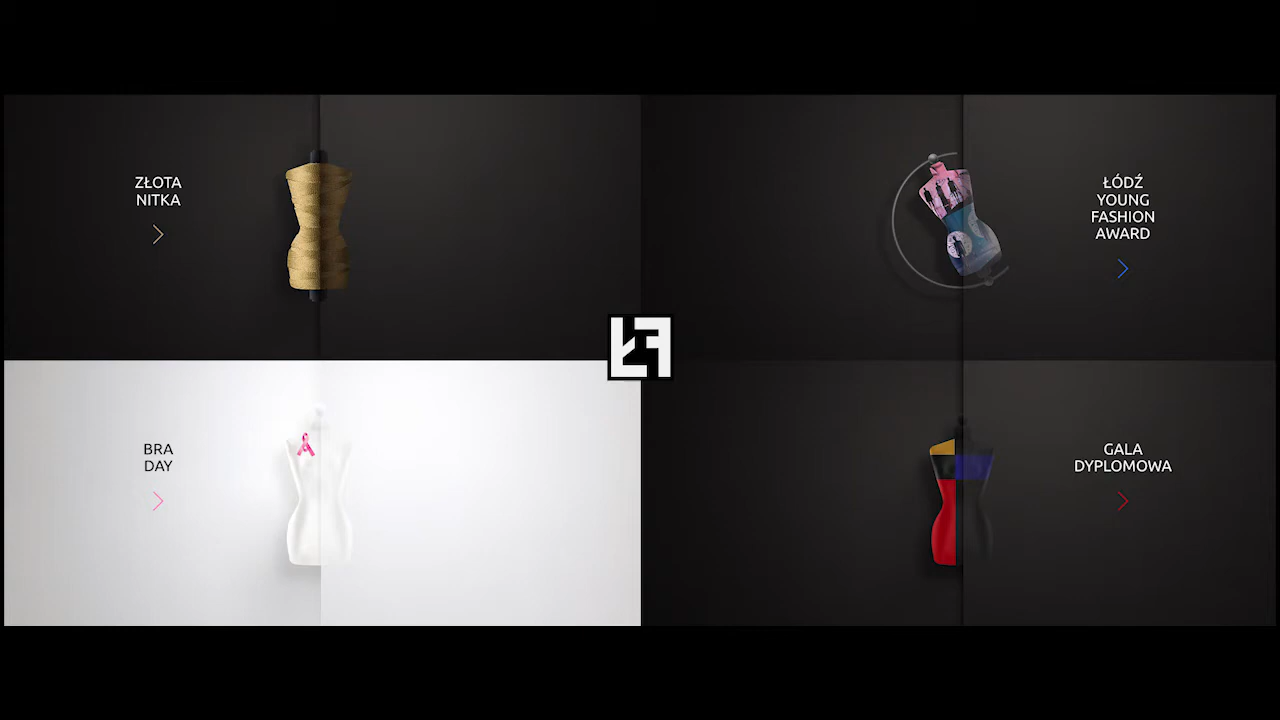 ZŁOTA
NITKA
ŁÓDŹ
YOUNG
FASHION
AWARD
BRA
DAY
GALA
DYPLOMOWA